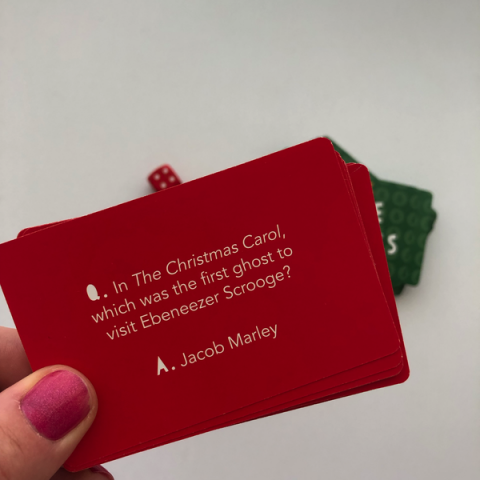 Q. In The Christmas Carol,
which was the first ghost to
visit Ebeneezer Scrooge?
A. Jacob Marley
E
S